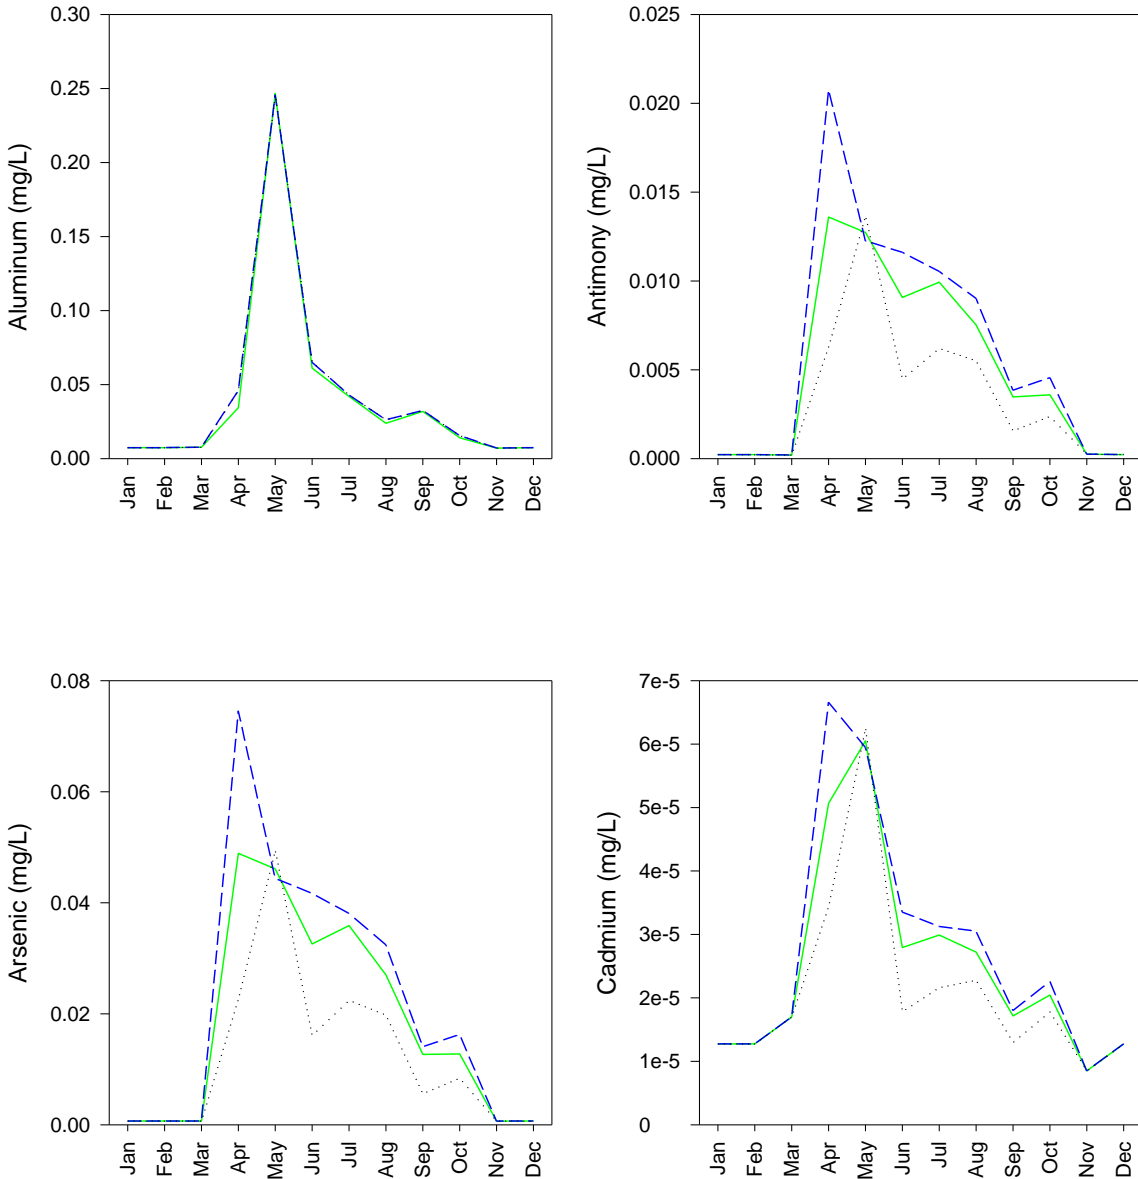 Aluminum (mg/L)
0.30
0.25
0.20
0.15
0.10
0.05
0.00
Jan Feb Mar Apr May Jun Jul Aug Sep Oct Nov Dec
Antimony (mg/L)
0.025
0.020
0.015
0.010
0.005
0.000
Jan Feb Mar Apr May Jun Jul Aug Sep Oct Nov Dec
Arsenic (mg/L)
0.08
0.06
0.04
0.02
0.00
Jan Feb Mar Apr May Jun Jul Aug Sep Oct Nov Dec
Cadmium (mg/L)
7e-5
6e-5
5e-5
4e-5
3e-5
2e-5
1e-5
0
Jan Feb Mar Apr May Jun Jul Aug Sep Oct Nov Dec